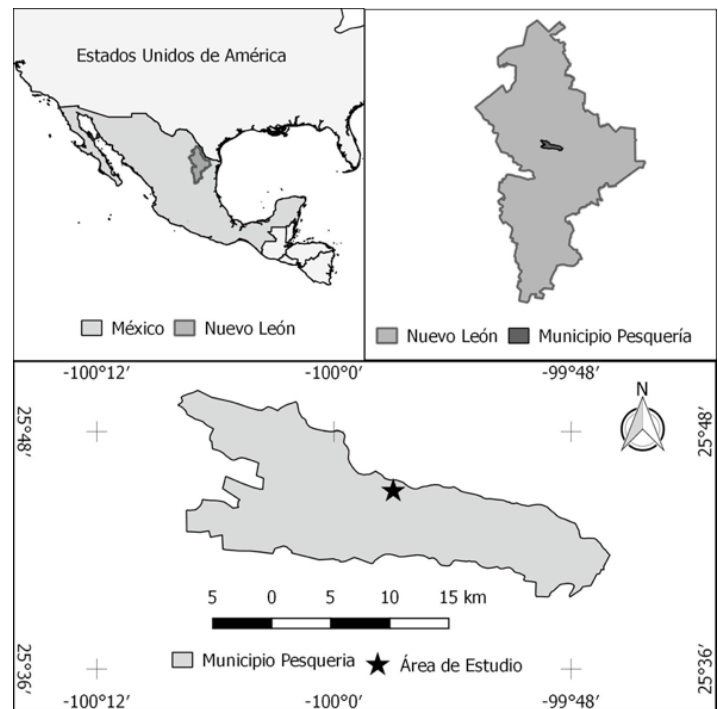 Estados Unidos de América
México
Nuevo León
Nuevo León
Municipio Pesquería
-100°12'
-100°0'
-99°48'
N
25°48'
25°48'
5 0 5 10 15 km
Municipio Pesqueria
Área de Estudio
25°36'
25°36'
-100°12'
-100°0'
-99°48'